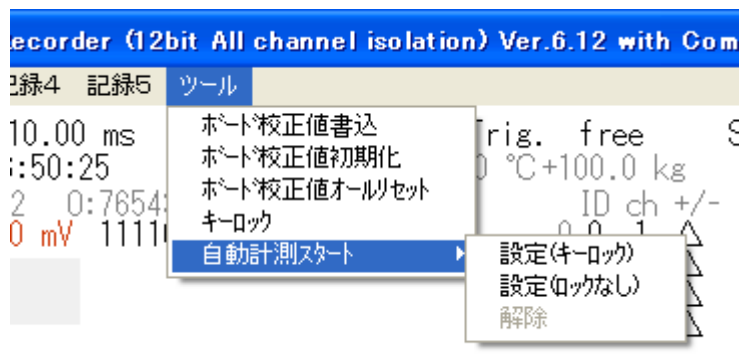 ecorder (12bit All channel isolation) Ver.6.12 with Com
録4 記録5 ツール
10.00 ms
rig. free
:50:25
℃+100.0 kg
2 0:7654
ID ch +/-
0 mV 1111
0 0 1 △
ﾎﾞｰﾄﾞ校正値書込
ﾎﾞｰﾄﾞ校正値初期化
ﾎﾞｰﾄﾞ校正値ｵｰﾙﾘｾｯﾄ
ｷｰﾛｯｸ
自動計測ｽﾀｰﾄ
設定(ｷｰﾛｯｸ)
設定(ﾛｯｸなし)
解除